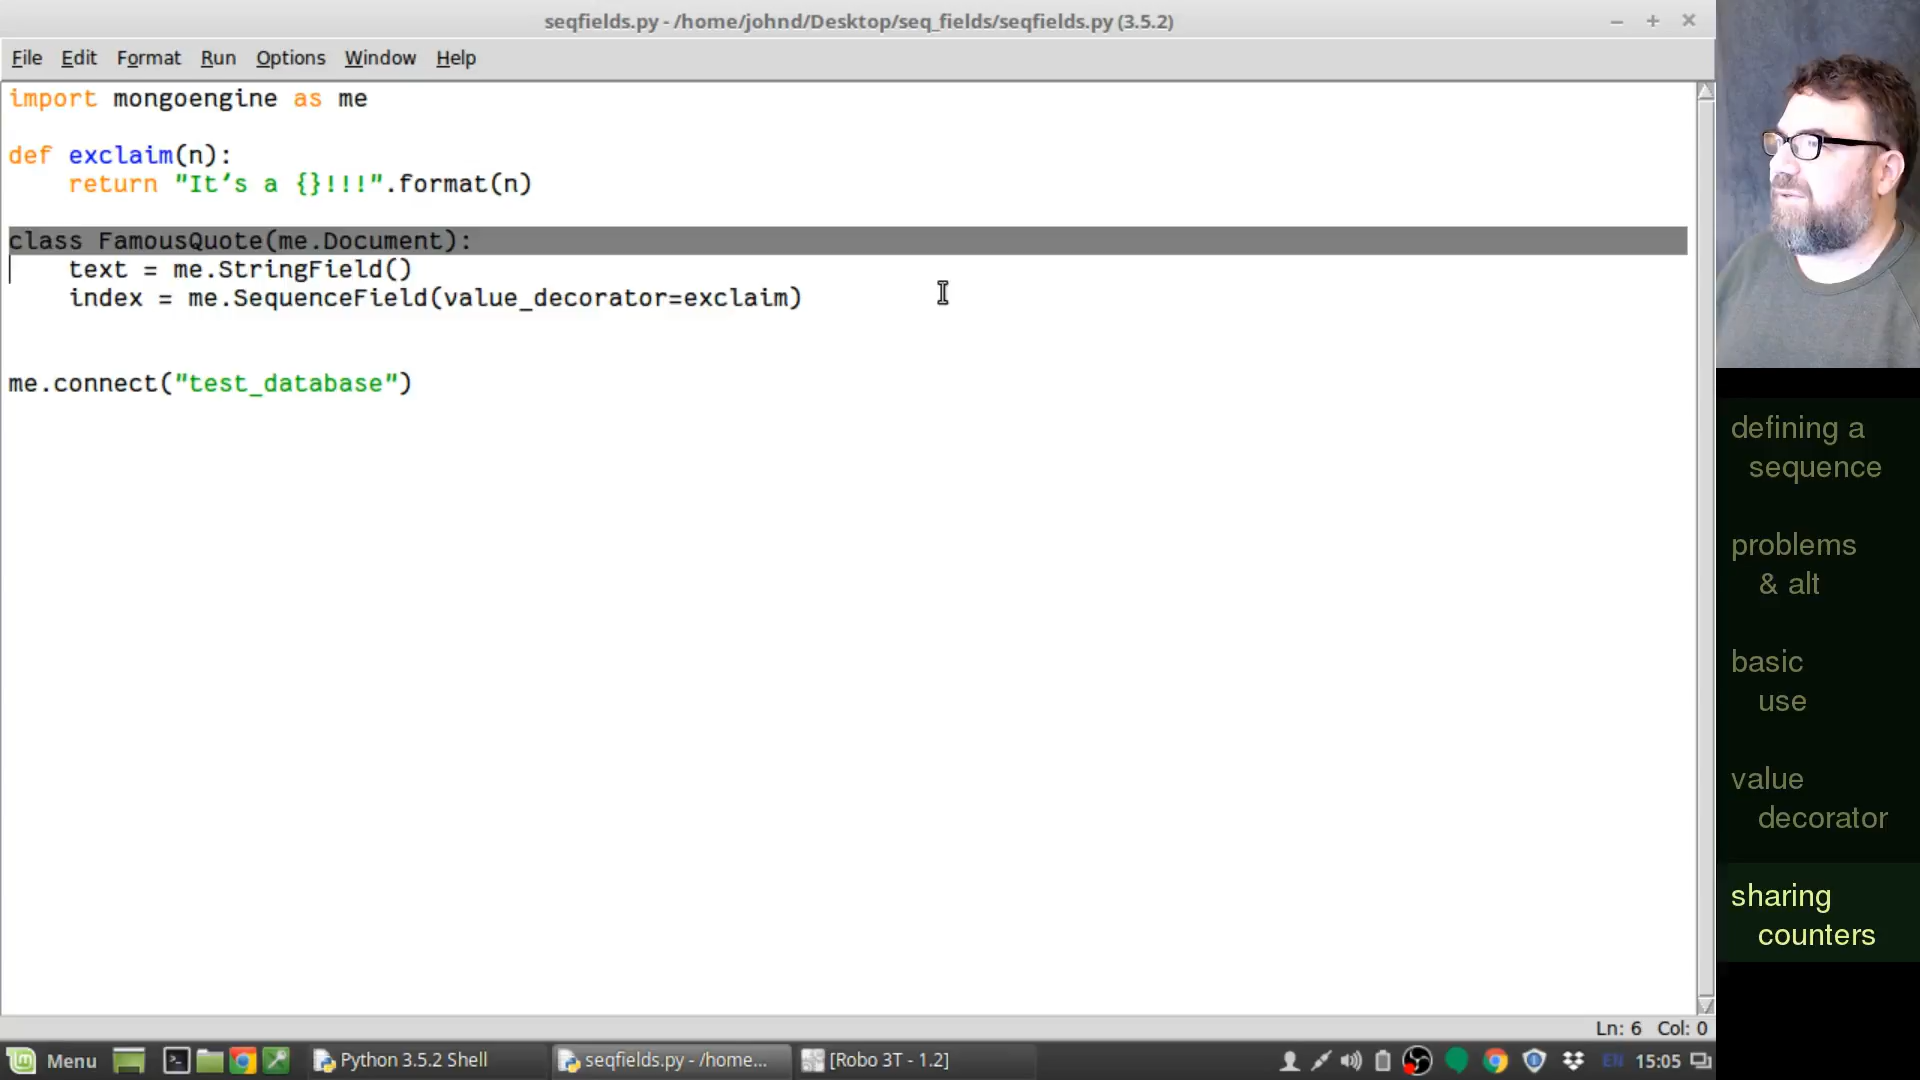 seqfields.py - /home/johnd/Desktop/seq_fields/seqfields.py (3.5.2)
File Edit Format Run Options Window Help
import mongoengine as me
def exclaim(n):
return "It's a {}!!!".format(n)
class FamousQuote(me.Document):
text = me.StringField()
index = me.SequenceField(value_decorator=exclaim)
me.connect("test_database")
defining a
sequence
problems
& alt
basic
use
value
decorator
sharing
counters
Ln: 6 Col: 0
Menu Python 3.5.2 Shell seqfields.py - /home... [Robo 3T - 1.2] EN 15:05